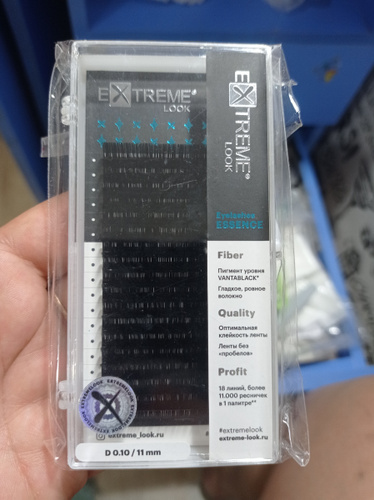 EXTREME®
LOOK
EXTREME®
LOOK
Eyelashes
ESSENCE
Fiber
Пигмент уровня
VANTABLACK*
Гладкое, ровное
волокно
Quality
Оптимальная
клейкость ленты
Ленты без
«пробелов»
Profit
18 линий, более
11.000 ресничек
в 1 палитре**
#extremelook
extreme-look.ru
extreme_look.ru
D 0.10 / 11 mm